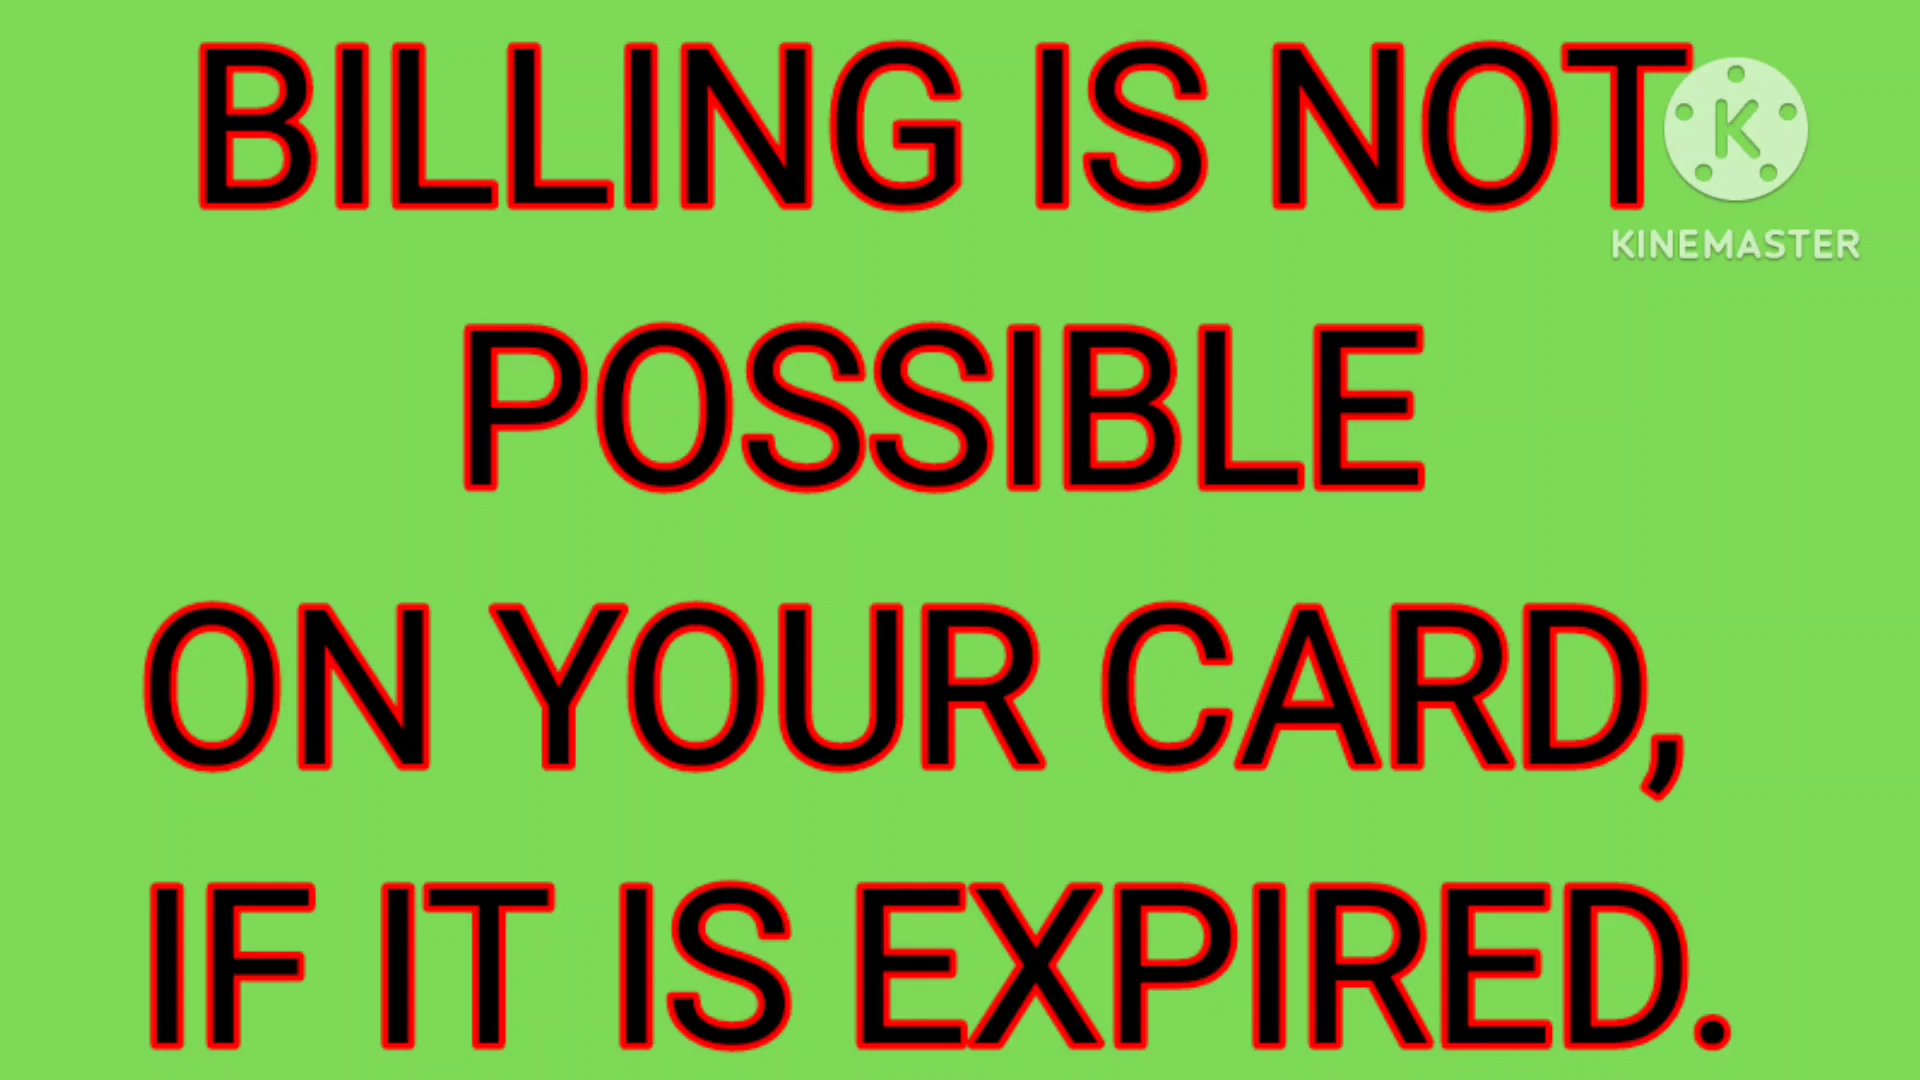 BILLING IS NOT
K
KINEMASTER
POSSIBLE
ON YOUR CARD,
IF IT IS EXPIRED.